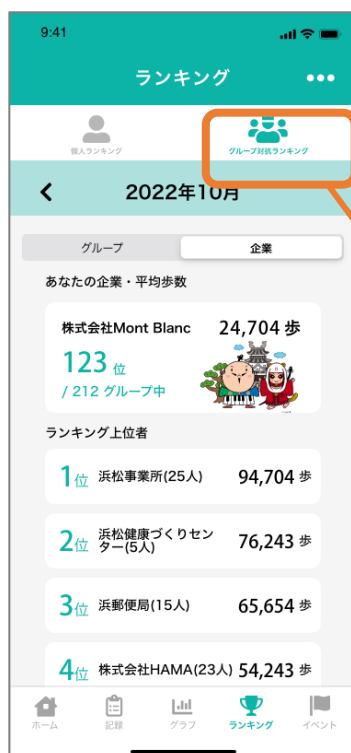 9:41
ランキング
個人ランキング
グループ対抗ランキング
2022年10月
グループ
企業
あなたの企業・平均歩数
株式会社Mont Blanc
24,704 歩
123 位
/ 212 グループ中
ランキング上位者
1位 浜松事業所(25人) 94,704 歩
2位 浜松健康づくりセン
ター(5人) 76,243 歩
3位 浜郵便局(15人) 65,654 歩
4位 株式会社HAMA(23人) 54,243 歩
ホーム
記録
グラフ
ランキング
イベント